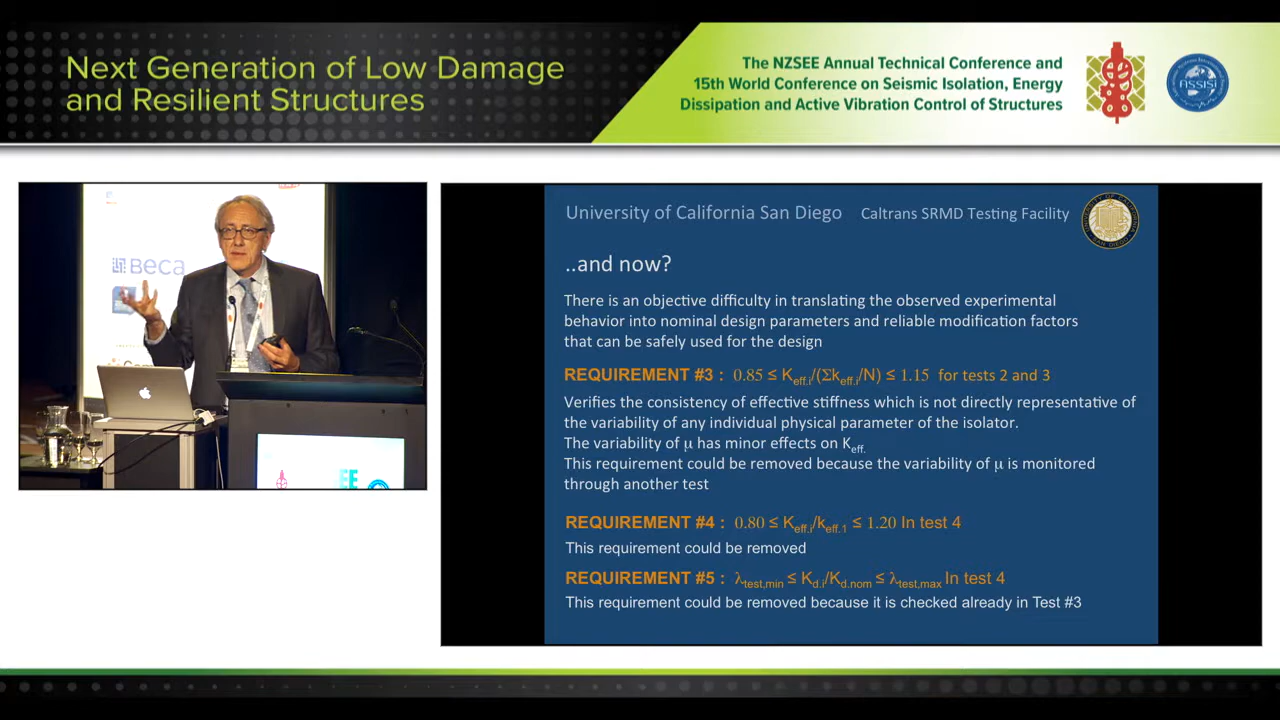 Next Generation of Low Damage
and Resilient Structures
The NZSEE Annual Technical Conference and
15th World Conference on Seismic Isolation, Energy
Dissipation and Active Vibration Control of Structures
ASSISi
Beca
University of California San Diego Caltrans SRMD Testing Facility
..and now?
There is an objective difficulty in translating the observed experimental
behavior into nominal design parameters and reliable modification factors
that can be safely used for the design
REQUIREMENT #3 : 0.85 ≤ Keff.i/(Σkeff.i/N) ≤ 1.15 for tests 2 and 3
Verifies the consistency of effective stiffness which is not directly representative of
the variability of any individual physical parameter of the isolator.
The variability of μ has minor effects on Keff.
This requirement could be removed because the variability of μ is monitored
through another test
REQUIREMENT #4 : 0.80 ≤ Keff.i/keff.1 ≤ 1.20 In test 4
This requirement could be removed
REQUIREMENT #5 : λtest,min ≤ Kd.i/Kd.nom ≤ λtest,max In test 4
This requirement could be removed because it is checked already in Test #3